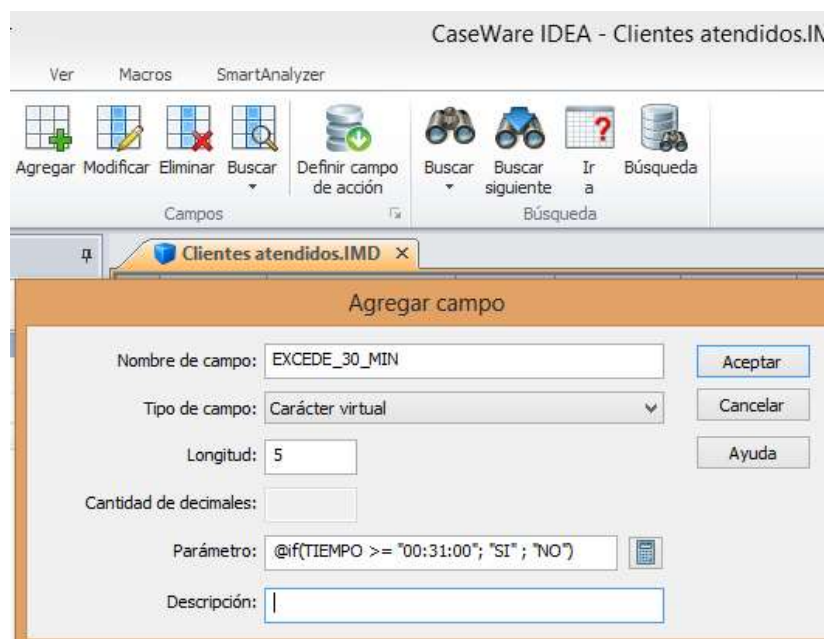 CaseWare IDEA - Clientes atendidos.IM
Ver Macros SmartAnalyzer
Agregar Modificar Eliminar Buscar Definir campo de acción Buscar Buscar siguiente Ir a Búsqueda
Campos Búsqueda
Clientes atendidos.IMD ×
Agregar campo
Nombre de campo: EXCEDE_30_MIN Aceptar
Tipo de campo: Carácter virtual Cancelar
Longitud: 5 Ayuda
Cantidad de decimales:
Parámetro: @if(TIEMPO >= "00:31:00"; "SI" ; "NO")
Descripción: